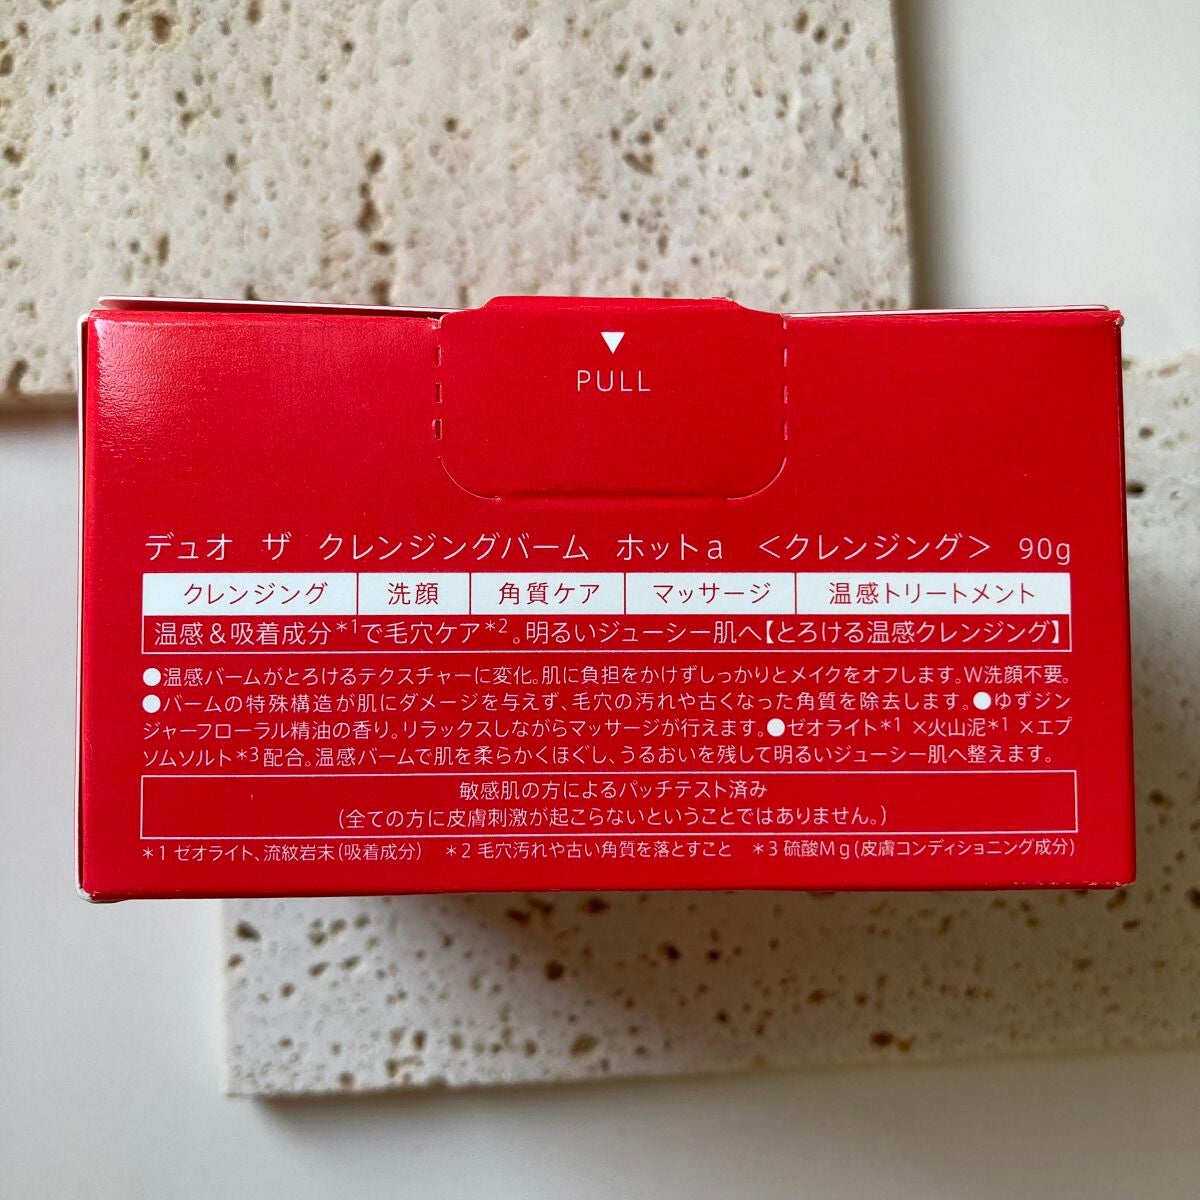 ▼
PULL
デュオ ザ クレンジングバーム ホットa ＜クレンジング＞ 90g
クレンジング 洗顔 角質ケア マッサージ 温感トリートメント
温感＆吸着成分＊1で毛穴ケア＊2。明るいジューシー肌へ【とろける温感クレンジング】
●温感バームがとろけるテクスチャーに変化。肌に負担をかけずしっかりとメイクをオフします。W洗顔不要。
●バームの特殊構造が肌にダメージを与えず、毛穴の汚れや古くなった角質を除去します。●ゆずジン
ジャーフローラル精油の香り。リラックスしながらマッサージが行えます。●ゼオライト＊1 ×火山泥＊1 ×エプ
ソムソルト＊3配合。温感バームで肌を柔らかくほぐし、うるおいを残して明るいジューシー肌へ整えます。
敏感肌の方によるパッチテスト済み
（全ての方に皮膚刺激が起こらないということではありません。）
＊1 ゼオライト、流紋岩末（吸着成分） ＊2 毛穴汚れや古い角質を落とすこと ＊3 硫酸Mg（皮膚コンディショニング成分）